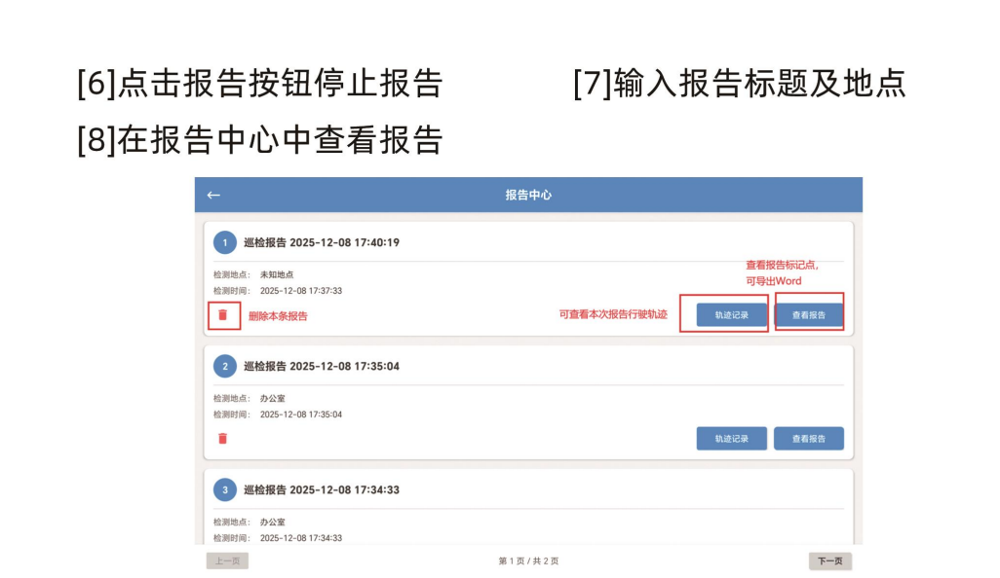 [6]点击报告按钮停止报告 [7]输入报告标题及地点
[8]在报告中心中查看报告
← 报告中心
1 巡检报告 2025-12-08 17:40:19
检测地点: 未知地点
检测时间: 2025-12-08 17:37:33
查看报告标记点,
可导出Word
删除本条报告 可查看本次报告行驶轨迹 轨迹记录 查看报告
2 巡检报告 2025-12-08 17:35:04
检测地点: 办公室
检测时间: 2025-12-08 17:35:04
轨迹记录 查看报告
3 巡检报告 2025-12-08 17:34:33
检测地点: 办公室
检测时间: 2025-12-08 17:34:33
上一页 第 1 页 / 共 2 页 下一页